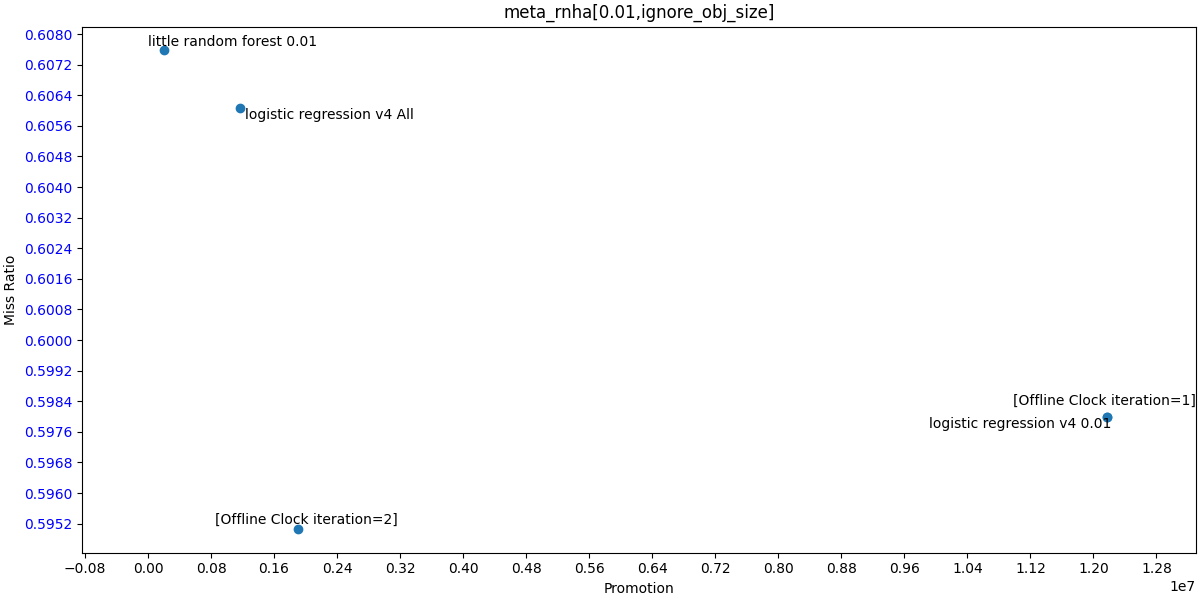 meta_rnha[0.01,ignore_obj_size]
0.6080
0.6072
0.6064
0.6056
0.6048
0.6040
0.6032
0.6024
0.6016
0.6008
0.6000
0.5992
0.5984
0.5976
0.5968
0.5960
0.5952
Miss Ratio
little random forest 0.01
logistic regression v4 All
[Offline Clock iteration=1]
logistic regression v4 0.01
[Offline Clock iteration=2]
−0.08 0.00 0.08 0.16 0.24 0.32 0.40 0.48 0.56 0.64 0.72 0.80 0.88 0.96 1.04 1.12 1.20 1.28
1e7
Promotion